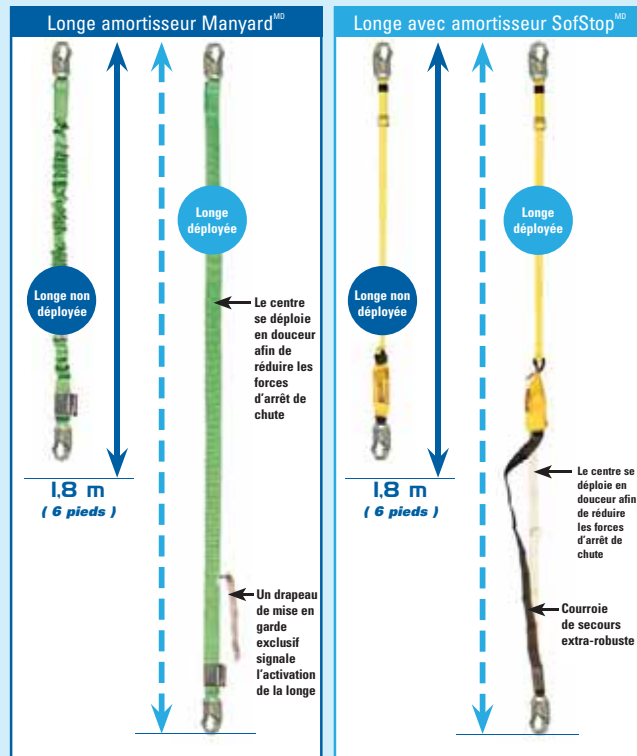 Longe amortisseur Manyard MD
Longe
déployée
Longe non
déployée
Le centre
se déploie
en douceur
afin de
réduire les
forces
d'arrêt de
chute
1,8 m
( 6 pieds )
Un drapeau
de mise en
garde
exclusif
signale
l'activation
de la longe
Longe avec amortisseur SofStop MD
Longe
déployée
Longe non
déployée
1,8 m
( 6 pieds )
Le centre se
déploie en
douceur afin
de réduire
les forces
d'arrêt de
chute
Courroie
de secours
extra-robuste